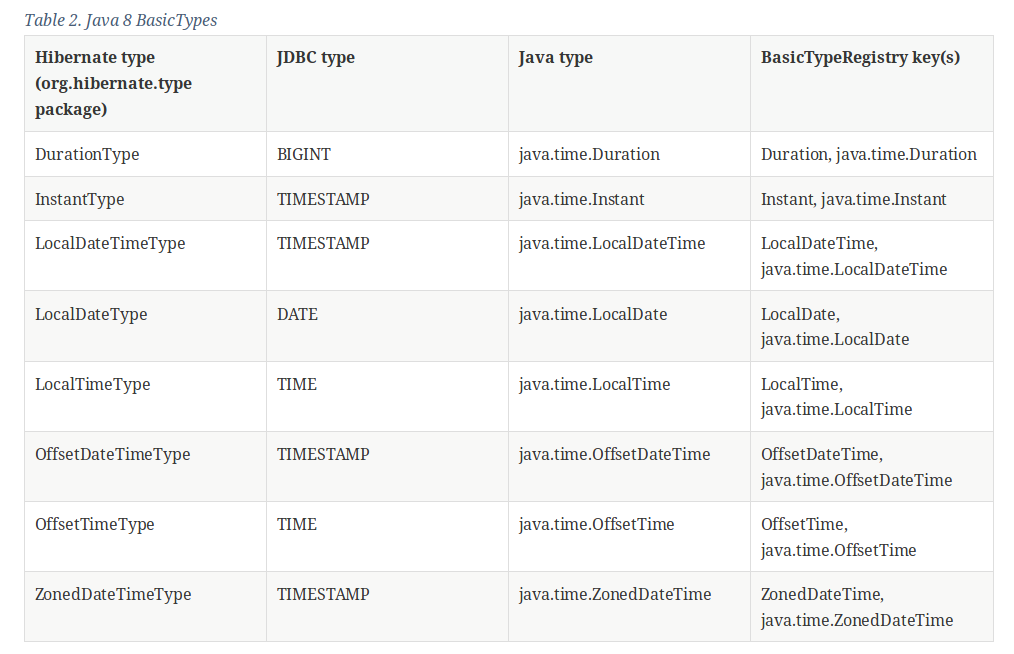 Table 2. Java 8 BasicTypes
Hibernate type JDBC type Java type BasicTypeRegistry key(s)
(org.hibernate.type
package)
DurationType BIGINT java.time.Duration Duration, java.time.Duration
InstantType TIMESTAMP java.time.Instant Instant, java.time.Instant
LocalDateTimeType TIMESTAMP java.time.LocalDateTime LocalDateTime,
java.time.LocalDateTime
LocalDateType DATE java.time.LocalDate LocalDate,
java.time.LocalDate
LocalTimeType TIME java.time.LocalTime LocalTime,
java.time.LocalTime
OffsetDateTimeType TIMESTAMP java.time.OffsetDateTime OffsetDateTime,
java.time.OffsetDateTime
OffsetTimeType TIME java.time.OffsetTime OffsetTime,
java.time.OffsetTime
ZonedDateTimeType TIMESTAMP java.time.ZonedDateTime ZonedDateTime,
java.time.ZonedDateTime